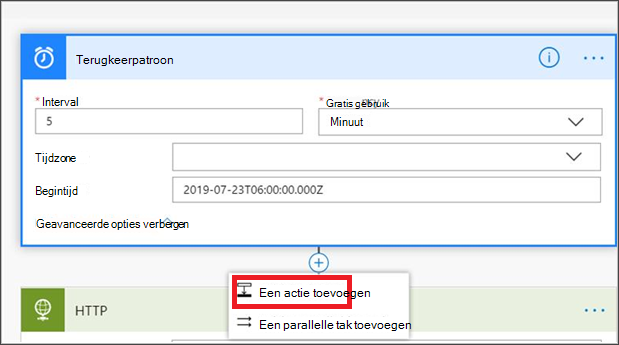 Terugkeerpatroon
* Interval
* Gratis gebruik
5
Minuut
Tijdzone
Begintijd
2019-07-23T06:00:00.000Z
Geavanceerde opties verbergen
Een actie toevoegen
HTTP
Een parallelle tak toevoegen